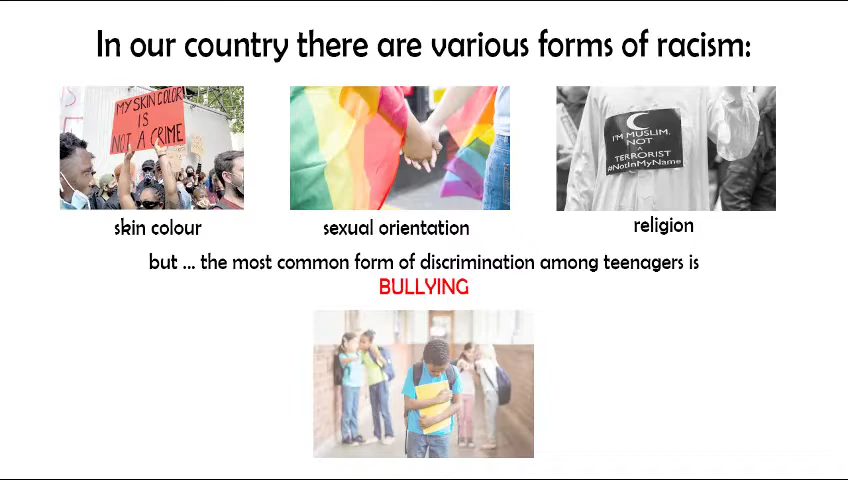 In our country there are various forms of racism:
MY SKIN COLOR
IS
NOT A CRIME
I'M MUSLIM,
NOT
A
TERRORIST
#NotInMyName
skin colour
sexual orientation
religion
but ... the most common form of discrimination among teenagers is
BULLYING